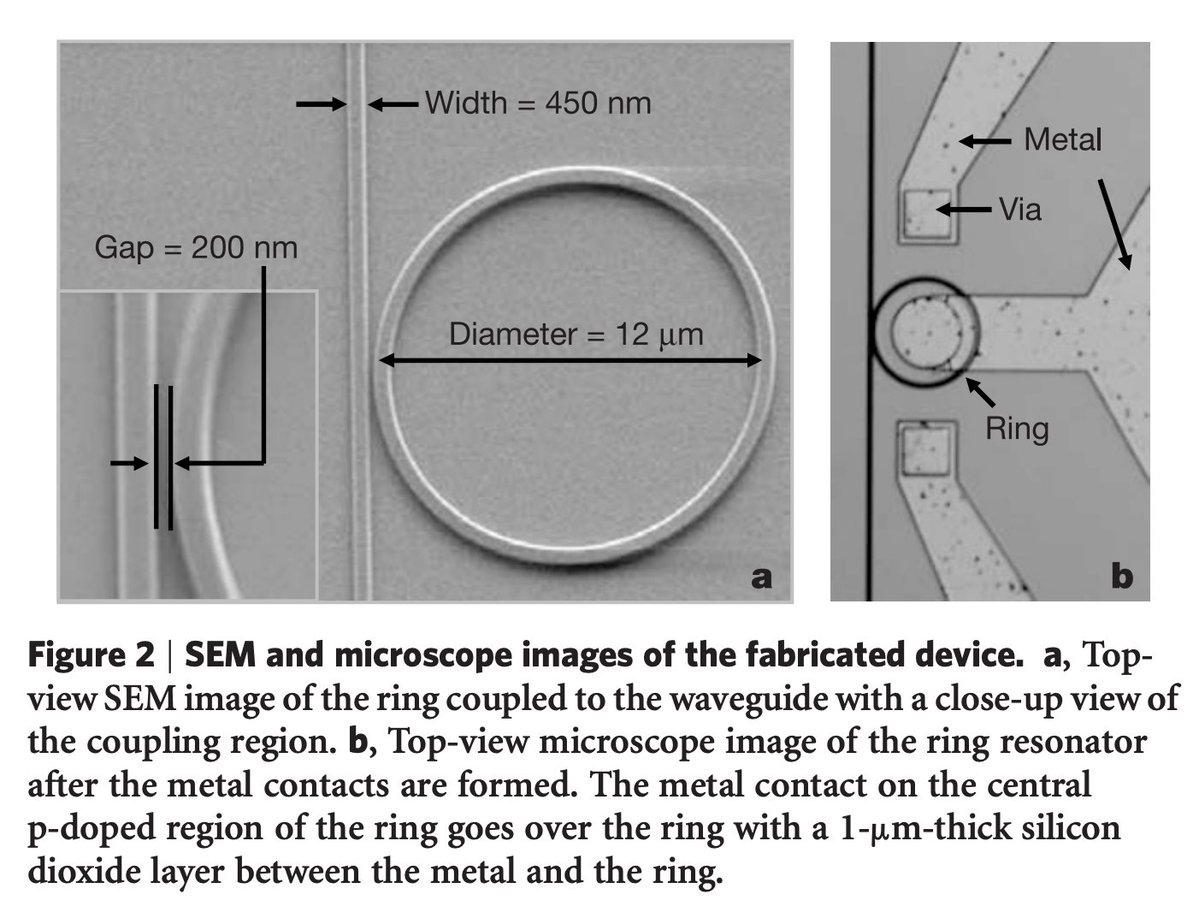 Width = 450 nm
Gap = 200 nm
Diameter = 12 μm
a
Metal
Via
Ring
b
Figure 2 | SEM and microscope images of the fabricated device. a, Top-
view SEM image of the ring coupled to the waveguide with a close-up view of
the coupling region. b, Top-view microscope image of the ring resonator
after the metal contacts are formed. The metal contact on the central
p-doped region of the ring goes over the ring with a 1-μm-thick silicon
dioxide layer between the metal and the ring.